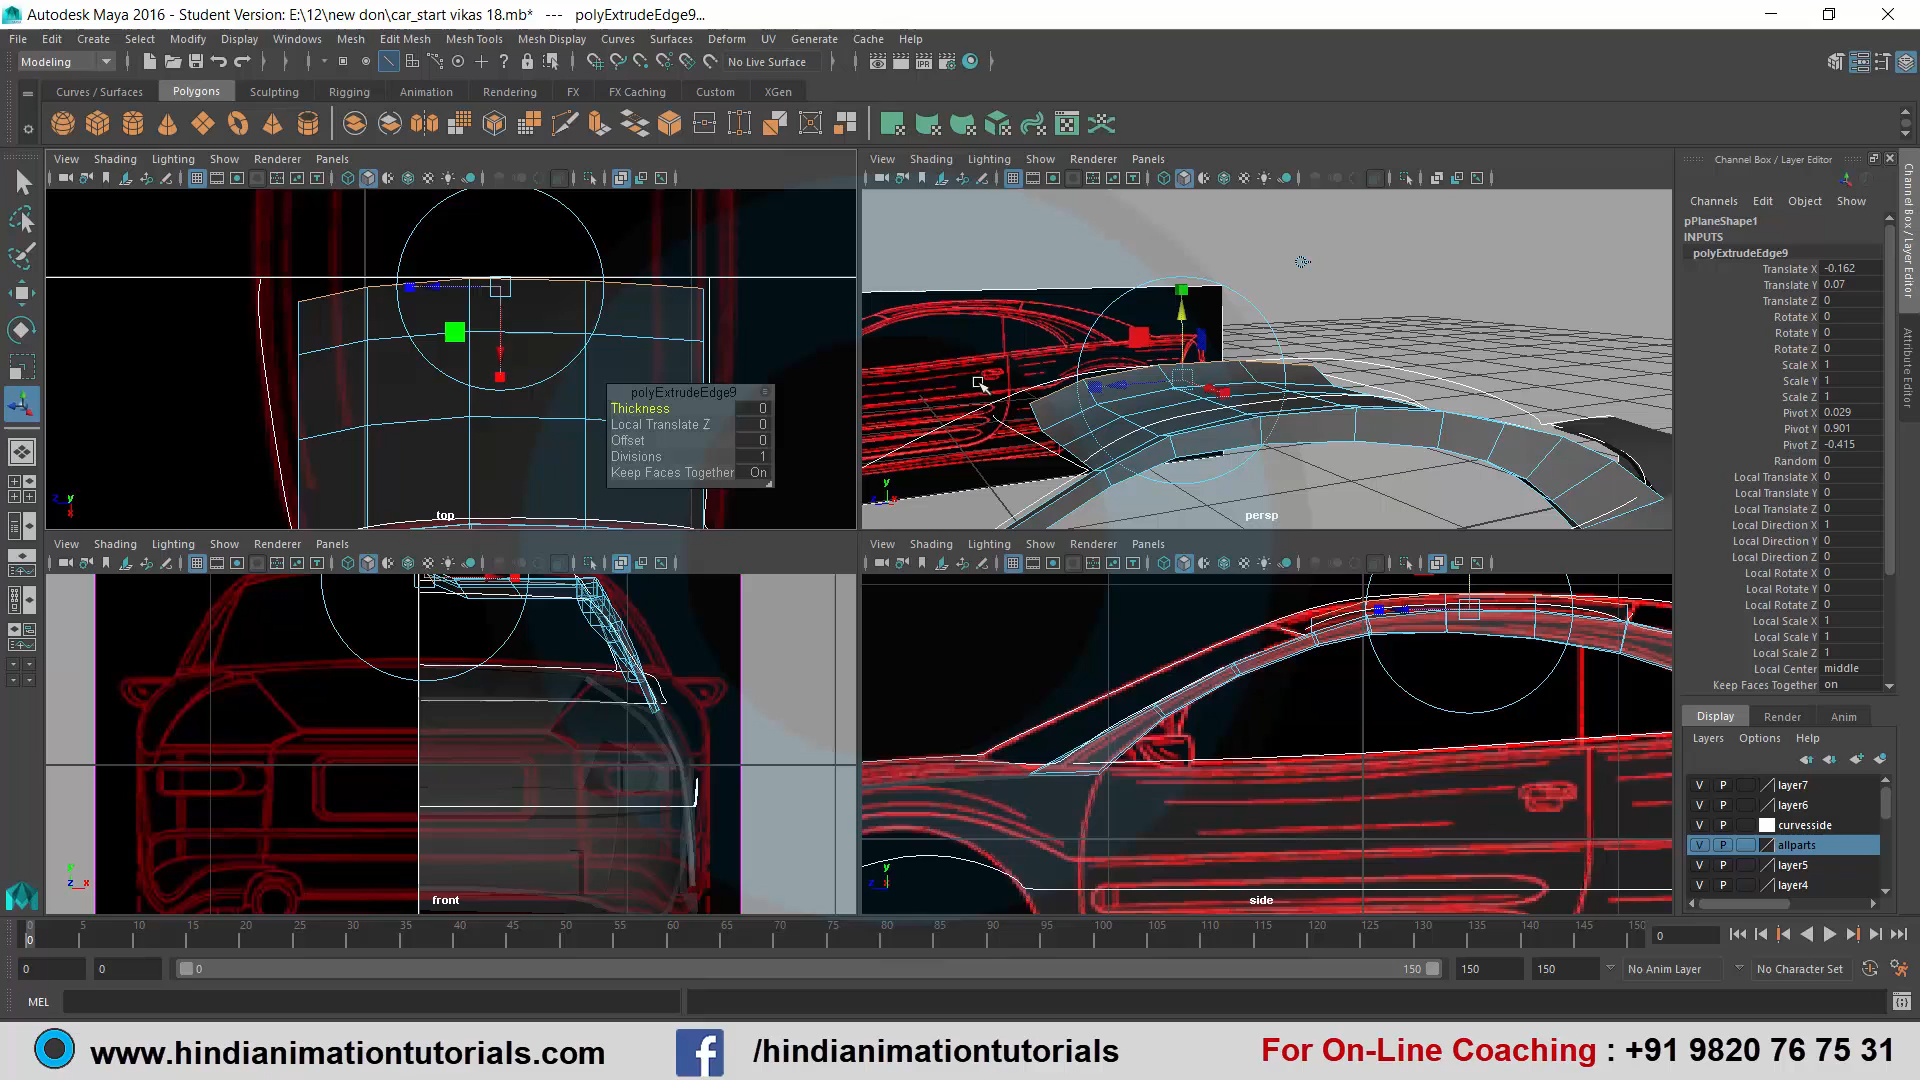 Autodesk Maya 2016 - Student Version: E:\12\new don\car_start vikas 18.mb* --- polyExtrudeEdge9...
File Edit Create Select Modify Display Windows Mesh Edit Mesh Mesh Tools Mesh Display Curves Surfaces Deform UV Generate Cache Help
Modeling No Live Surface
Curves / Surfaces Polygons Sculpting Rigging Animation Rendering FX FX Caching Custom XGen
View Shading Lighting Show Renderer Panels
View Shading Lighting Show Renderer Panels
Channel Box / Layer Editor
Channels Edit Object Show
pPlaneShape1
INPUTS
polyExtrudeEdge9
Translate X -0.162
Translate Y 0.07
Translate Z 0
Rotate X 0
Rotate Y 0
Rotate Z 0
Scale X 1
Scale Y 1
Scale Z 1
Pivot X 0.029
Pivot Y 0.901
Pivot Z -0.415
Random 0
Local Translate X 0
Local Translate Y 0
Local Translate Z 0
Local Direction X 1
Local Direction Y 0
Local Direction Z 0
Local Rotate X 0
Local Rotate Y 0
Local Rotate Z 0
Local Scale X 1
Local Scale Y 1
Local Scale Z 1
Local Center middle
Keep Faces Together on
Channel Box / Layer Editor
Attribute Editor
polyExtrudeEdge9
Thickness 0
Local Translate Z 0
Offset 0
Divisions 1
Keep Faces Together On
top
persp
View Shading Lighting Show Renderer Panels
View Shading Lighting Show Renderer Panels
front
side
Display Render Anim
Layers Options Help
V P layer7
V P layer6
V P curvesside
V P allparts
V P layer5
V P layer4
0 5 10 15 20 25 30 35 40 45 50 55 60 65 70 75 80 85 90 95 100 105 110 115 120 125 130 135 140 145 150
0 0
0 0 0 150 150 150 No Anim Layer No Character Set
MEL
www.hindianimationtutorials.com f /hindianimationtutorials For On-Line Coaching : +91 9820 76 75 31